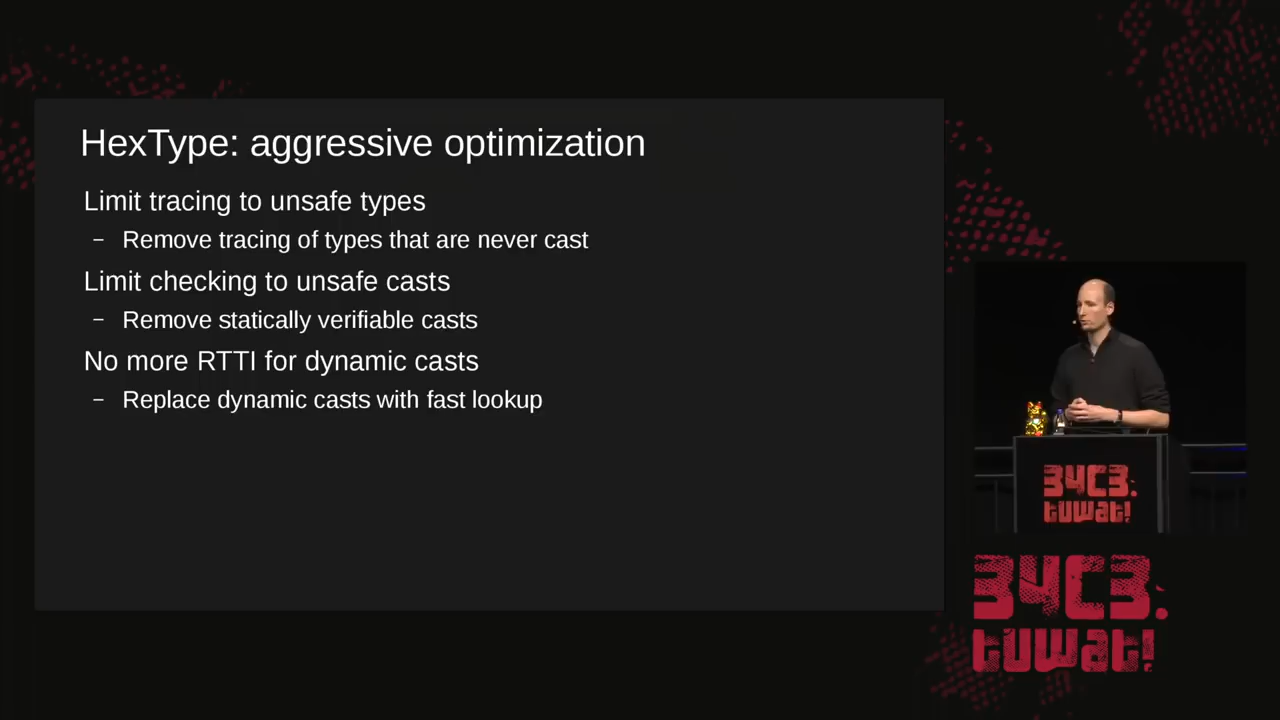 HexType: aggressive optimization
Limit tracing to unsafe types
– Remove tracing of types that are never cast
Limit checking to unsafe casts
– Remove statically verifiable casts
No more RTTI for dynamic casts
– Replace dynamic casts with fast lookup
34C3.
tuwat!
34C3.
tuwat!